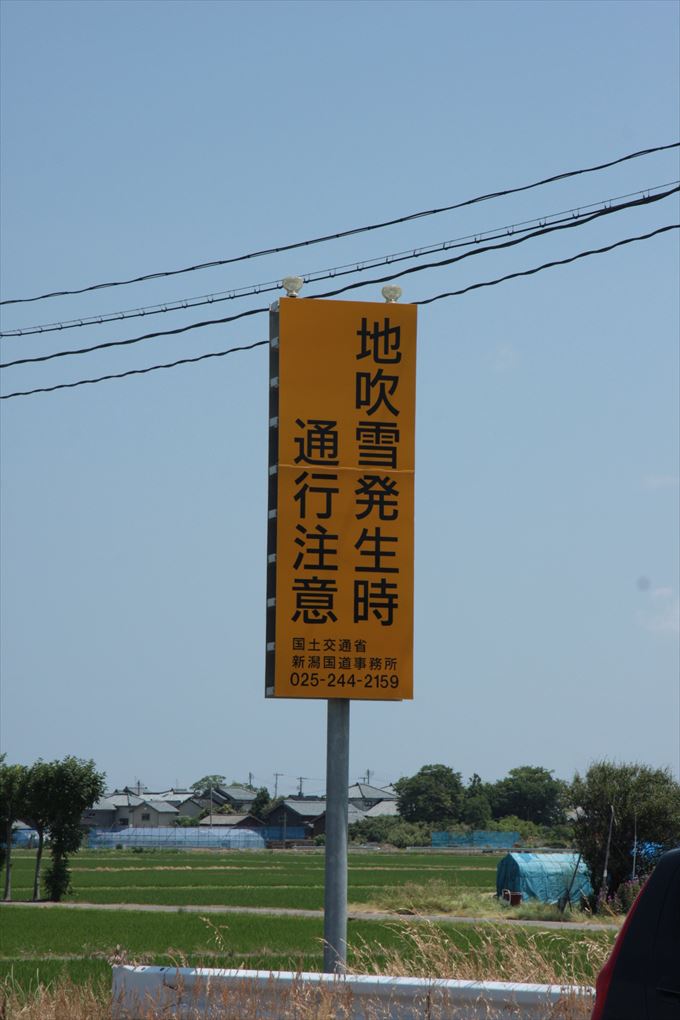 地吹雪発生時
通行注意
国土交通省
新潟国道事務所
025-244-2159